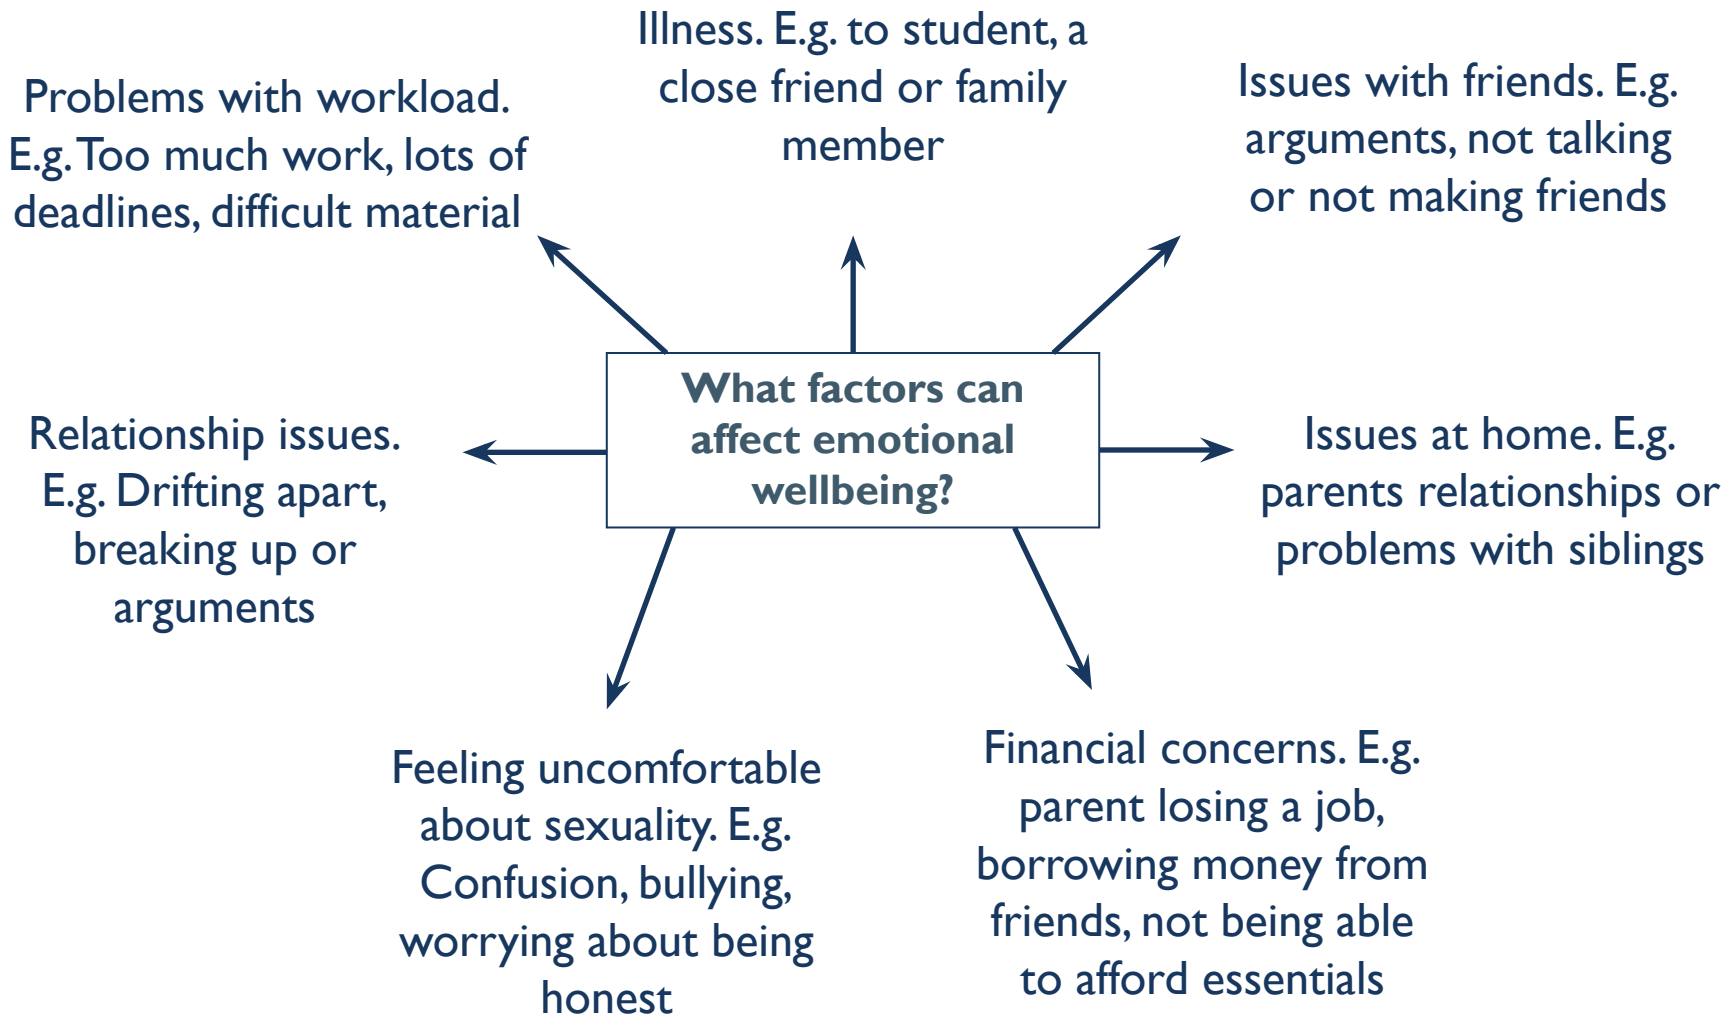 Illness. E.g. to student, a
close friend or family
member
Problems with workload.
E.g. Too much work, lots of
deadlines, difficult material
Issues with friends. E.g.
arguments, not talking
or not making friends
What factors can
affect emotional
wellbeing?
Relationship issues.
E.g. Drifting apart,
breaking up or
arguments
Issues at home. E.g.
parents relationships or
problems with siblings
Feeling uncomfortable
about sexuality. E.g.
Confusion, bullying,
worrying about being
honest
Financial concerns. E.g.
parent losing a job,
borrowing money from
friends, not being able
to afford essentials